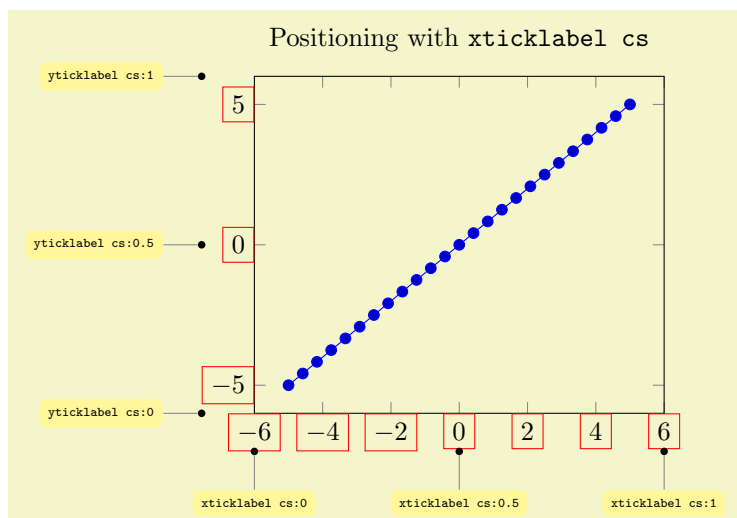 Positioning with xticklabel cs
yticklabel cs:1
5
yticklabel cs:0.5
0
−5
yticklabel cs:0
−6 −4 −2 0 2 4 6
xticklabel cs:0 xticklabel cs:0.5 xticklabel cs:1